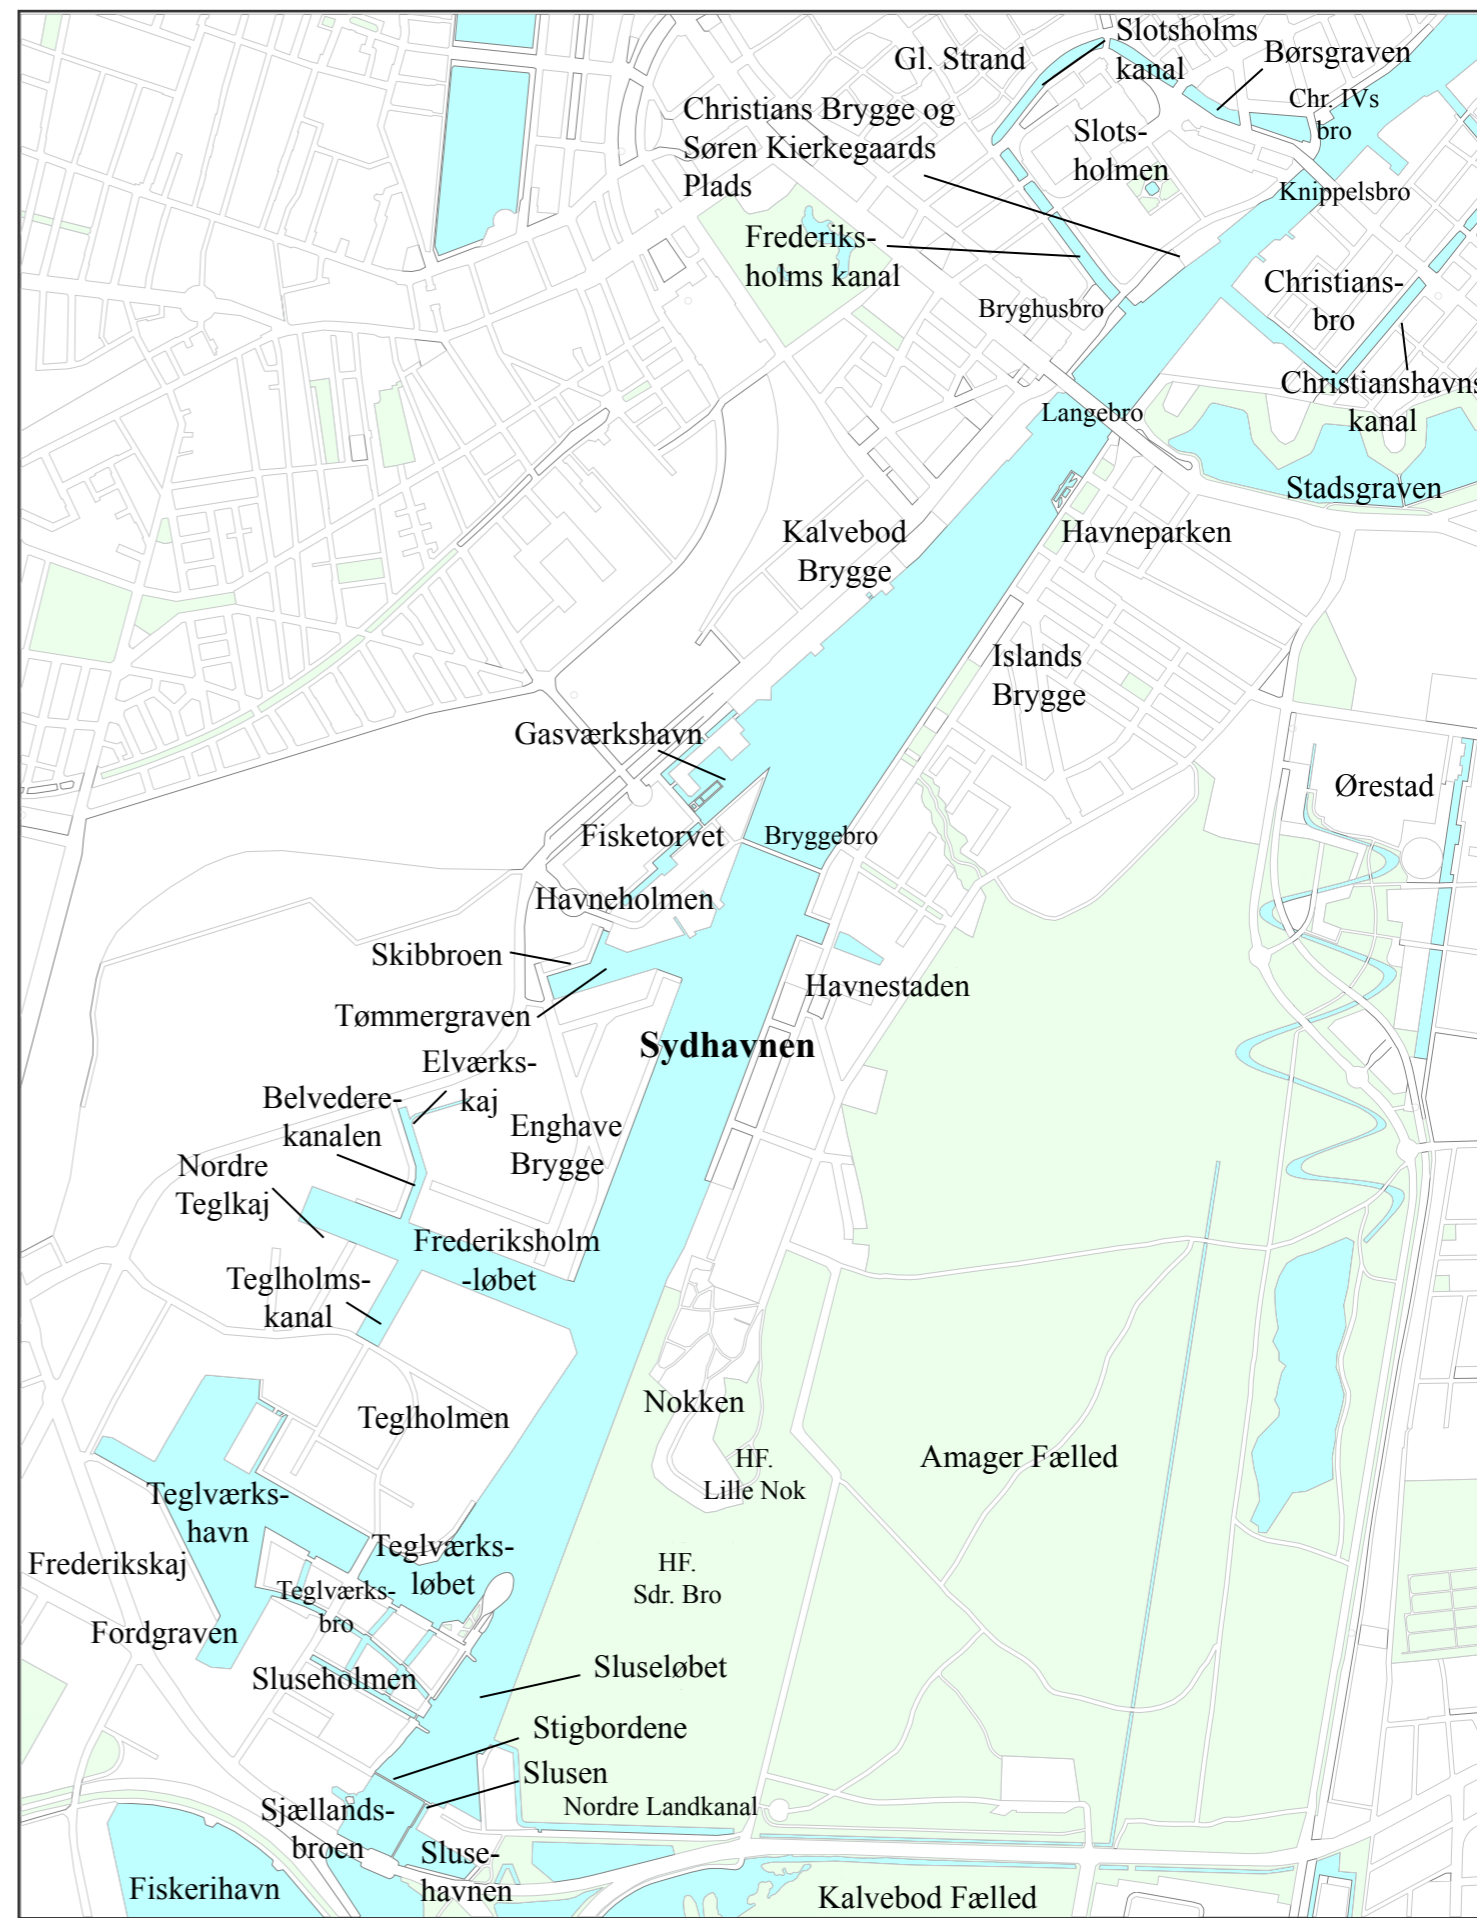 Slotsholms
kanal
Gl. Strand
Børsgraven
Chr. IVs
bro
Christians Brygge og
Søren Kierkegaards
Plads
Slots-
holmen
Knippelsbro
Frederiks-
holms kanal
Bryghusbro
Christians-
bro
Christianshavns
kanal
Langebro
Stadsgraven
Kalvebod
Brygge
Havneparken
Islands
Brygge
Gasværkshavn
Ørestad
Fisketorvet
Bryggebro
Havneholmen
Skibbroen
Havnestaden
Tømmergraven
Sydhavnen
Elværks-
kaj
Belvedere-
kanalen
Enghave
Brygge
Nordre
Teglkaj
Frederiksholm
-løbet
Teglholms-
kanal
Nokken
Teglholmen
Amager Fælled
HF.
Lille Nok
Teglværks-
havn
Teglværks-
løbet
Frederikskaj
HF.
Sdr. Bro
Teglværks-
bro
Fordgraven
Sluseholmen
Sluseløbet
Stigbordene
Slusen
Nordre Landkanal
Sjællands-
broen
Sluse-
havnen
Fiskerihavn
Kalvebod Fælled